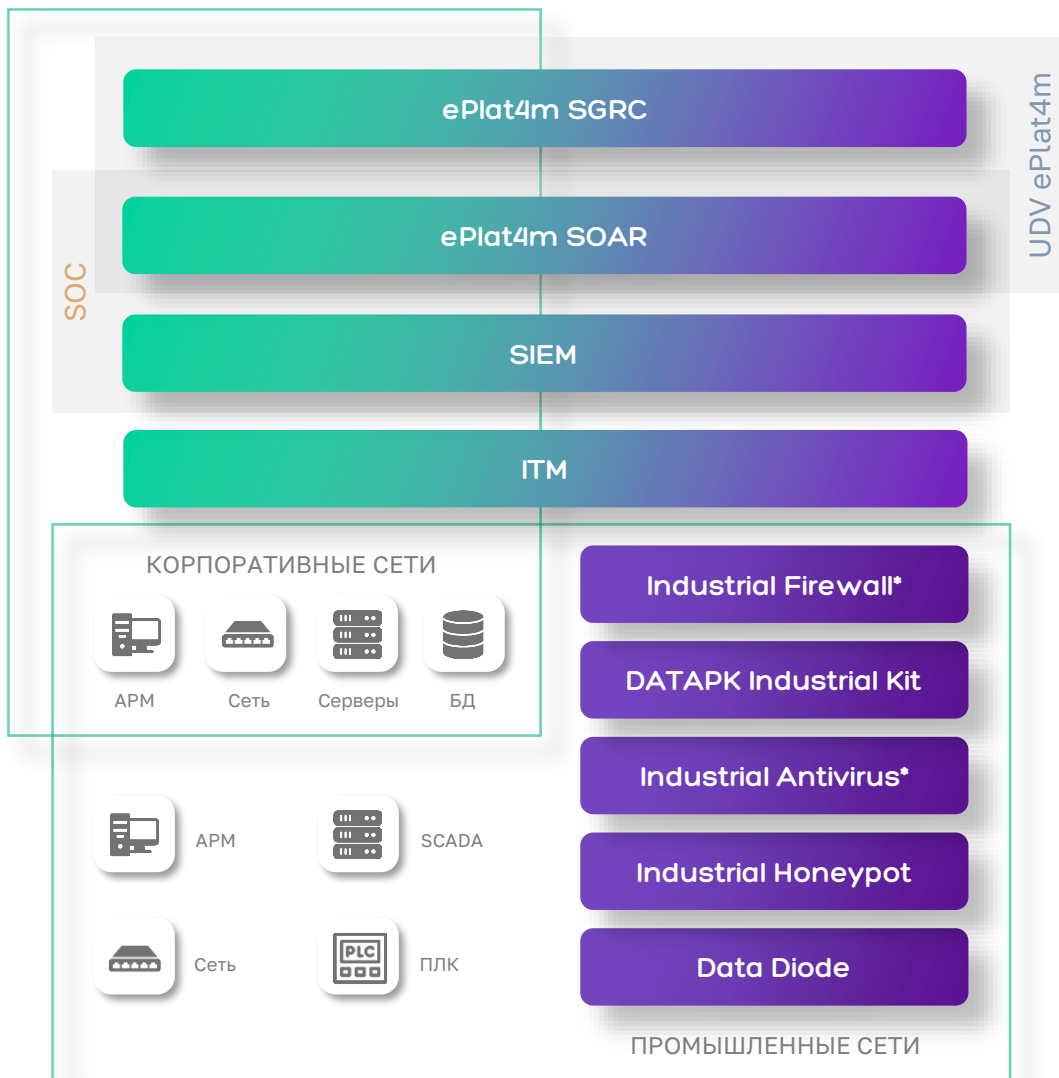 ePlat4m SGRC
UDV ePlat4m
ePlat4m SOAR
SOC
SIEM
ITM
КОРПОРАТИВНЫЕ СЕТИ
АРМ
Сеть
Серверы
БД
Industrial Firewall*
DATAPK Industrial Kit
Industrial Antivirus*
Industrial Honeypot
Data Diode
АРМ
SCADA
Сеть
PLC
ПЛК
ПРОМЫШЛЕННЫЕ СЕТИ